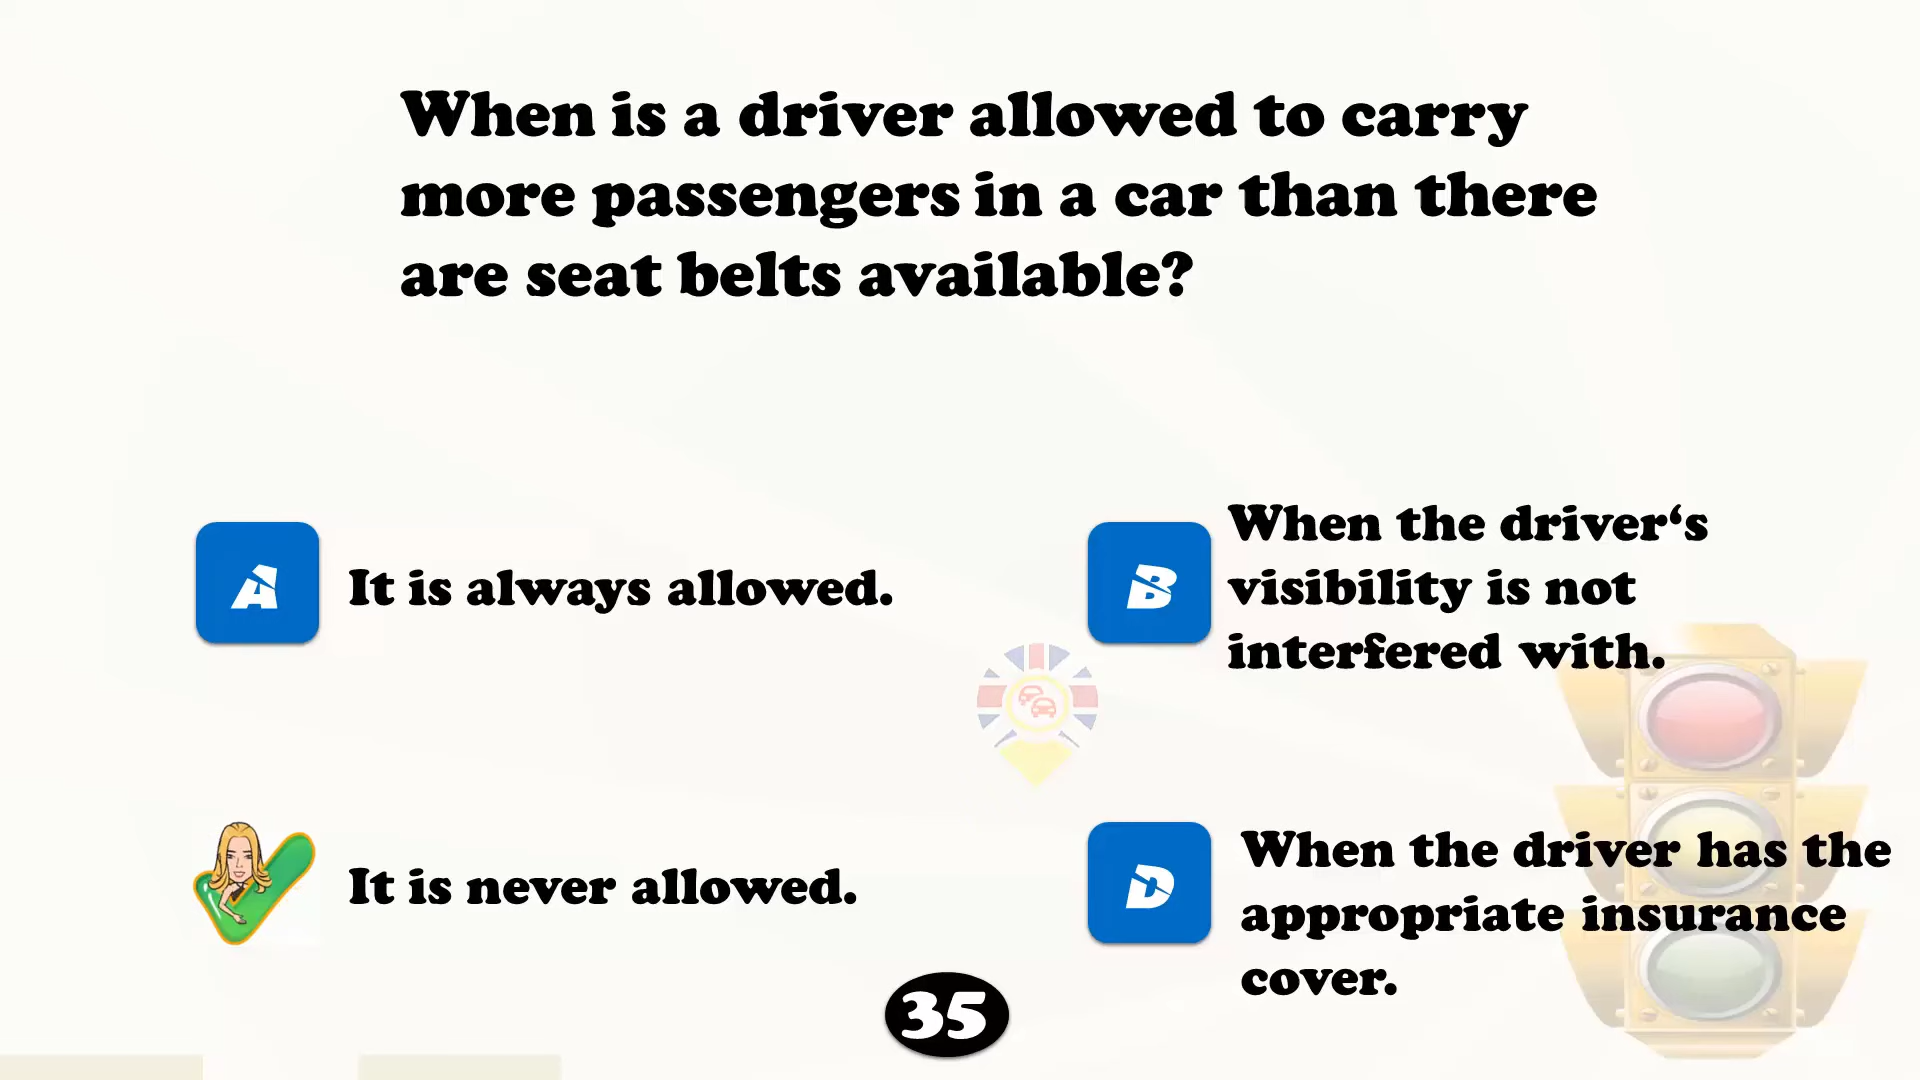 When is a driver allowed to carry
more passengers in a car than there
are seat belts available?
A
It is always allowed.
B
When the driver‘s
visibility is not
interfered with.
It is never allowed.
D
When the driver has the
appropriate insurance
cover.
35